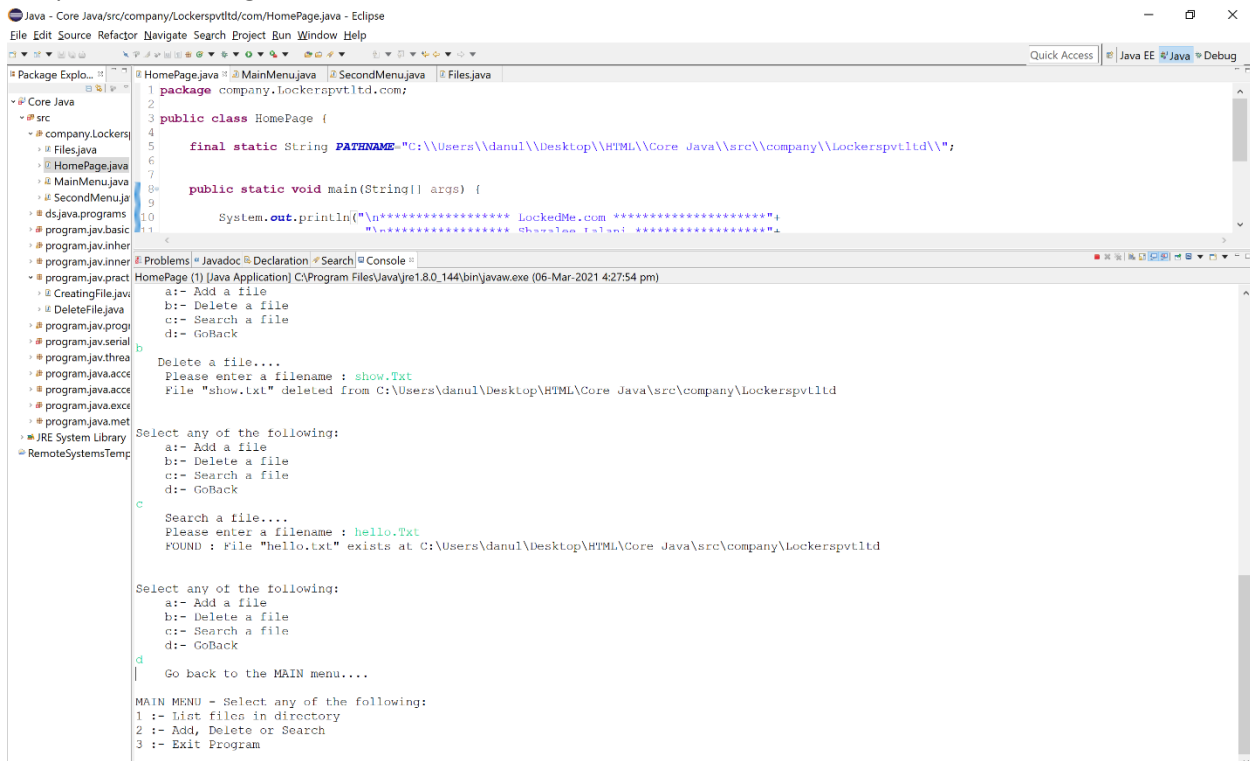 Java - Core Java/src/company/Lockerspvtltd/com/HomePage.java - Eclipse
File Edit Source Refactor Navigate Search Project Run Window Help
Quick Access Java EE Java Debug
Package Explo...
Core Java
src
company.Lockersp
Files.java
HomePage.java
MainMenu.java
SecondMenu.ja
ds.java.programs
program.jav.basic
program.jav.inher
program.jav.inner
program.jav.pract
CreatingFile.java
DeleteFile.java
program.jav.progr
program.jav.serial
program.jav.threa
program.java.acce
program.java.acce
program.java.exce
program.java.met
JRE System Library
RemoteSystemsTemp
HomePage.java MainMenu.java SecondMenu.java Files.java
1 package company.Lockerspvtltd.com;
2
3 public class HomePage {
4
5 final static String PATHNAME="C:\\Users\\danul\\Desktop\\HTML\\Core Java\\src\\company\\Lockerspvtltd\\";
6
7
8 public static void main(String[] args) {
9
10 System.out.println("\n****************** LockedMe.com *********************"+
11 "\n****************** Shazalee Lalani ******************"+
Problems Javadoc Declaration Search Console
HomePage (1) [Java Application] C:\Program Files\Java\jre1.8.0_144\bin\javaw.exe (06-Mar-2021 4:27:54 pm)
a:- Add a file
b:- Delete a file
c:- Search a file
d:- GoBack
b
Delete a file....
Please enter a filename : show.Txt
File "show.txt" deleted from C:\Users\danul\Desktop\HTML\Core Java\src\company\Lockerspvtltd
Select any of the following:
a:- Add a file
b:- Delete a file
c:- Search a file
d:- GoBack
c
Search a file....
Please enter a filename : hello.Txt
FOUND : File "hello.txt" exists at C:\Users\danul\Desktop\HTML\Core Java\src\company\Lockerspvtltd
Select any of the following:
a:- Add a file
b:- Delete a file
c:- Search a file
d:- GoBack
d
Go back to the MAIN menu....
MAIN MENU - Select any of the following:
1 :- List files in directory
2 :- Add, Delete or Search
3 :- Exit Program